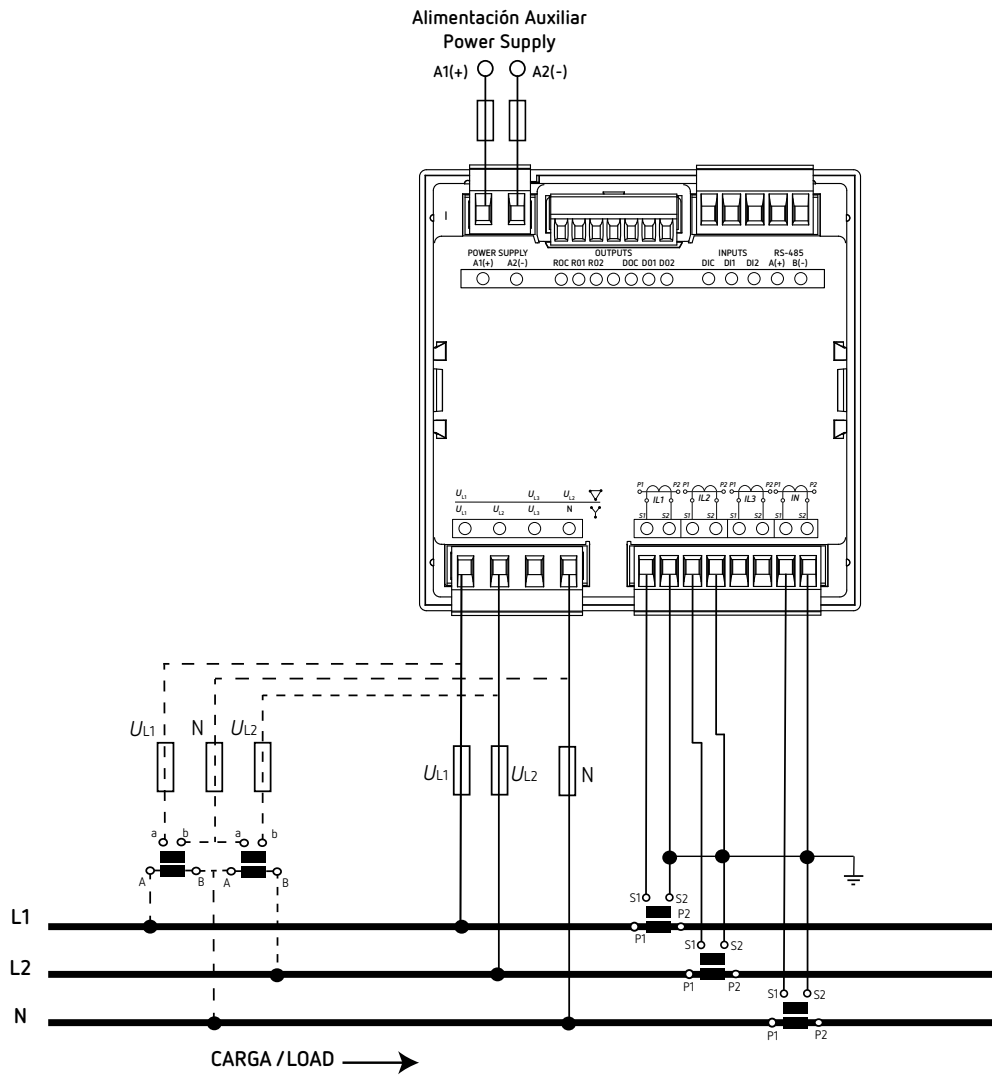 Alimentación Auxiliar
Power Supply
A1(+) A2(-)
I
POWER SUPPLY OUTPUTS INPUTS RS-485
A1(+) A2(-) ROC RO1 RO2 DOC DO1 DO2 DIC DI1 DI2 A(+) B(-)
P1 P2 P1 P2 P1 P2 P1 P2
UL1 UL3 UL2 IL1 IL2 IL3 IN
UL1 UL2 UL3 N S1 S2 S1 S2 S1 S2 S1 S2
UL1 N UL2
UL1 UL2 N
a b a b
A B A B
S1 S2
L1
P1 P2
S1 S2
L2
P1 P2
S1 S2
N
P1 P2
CARGA / LOAD